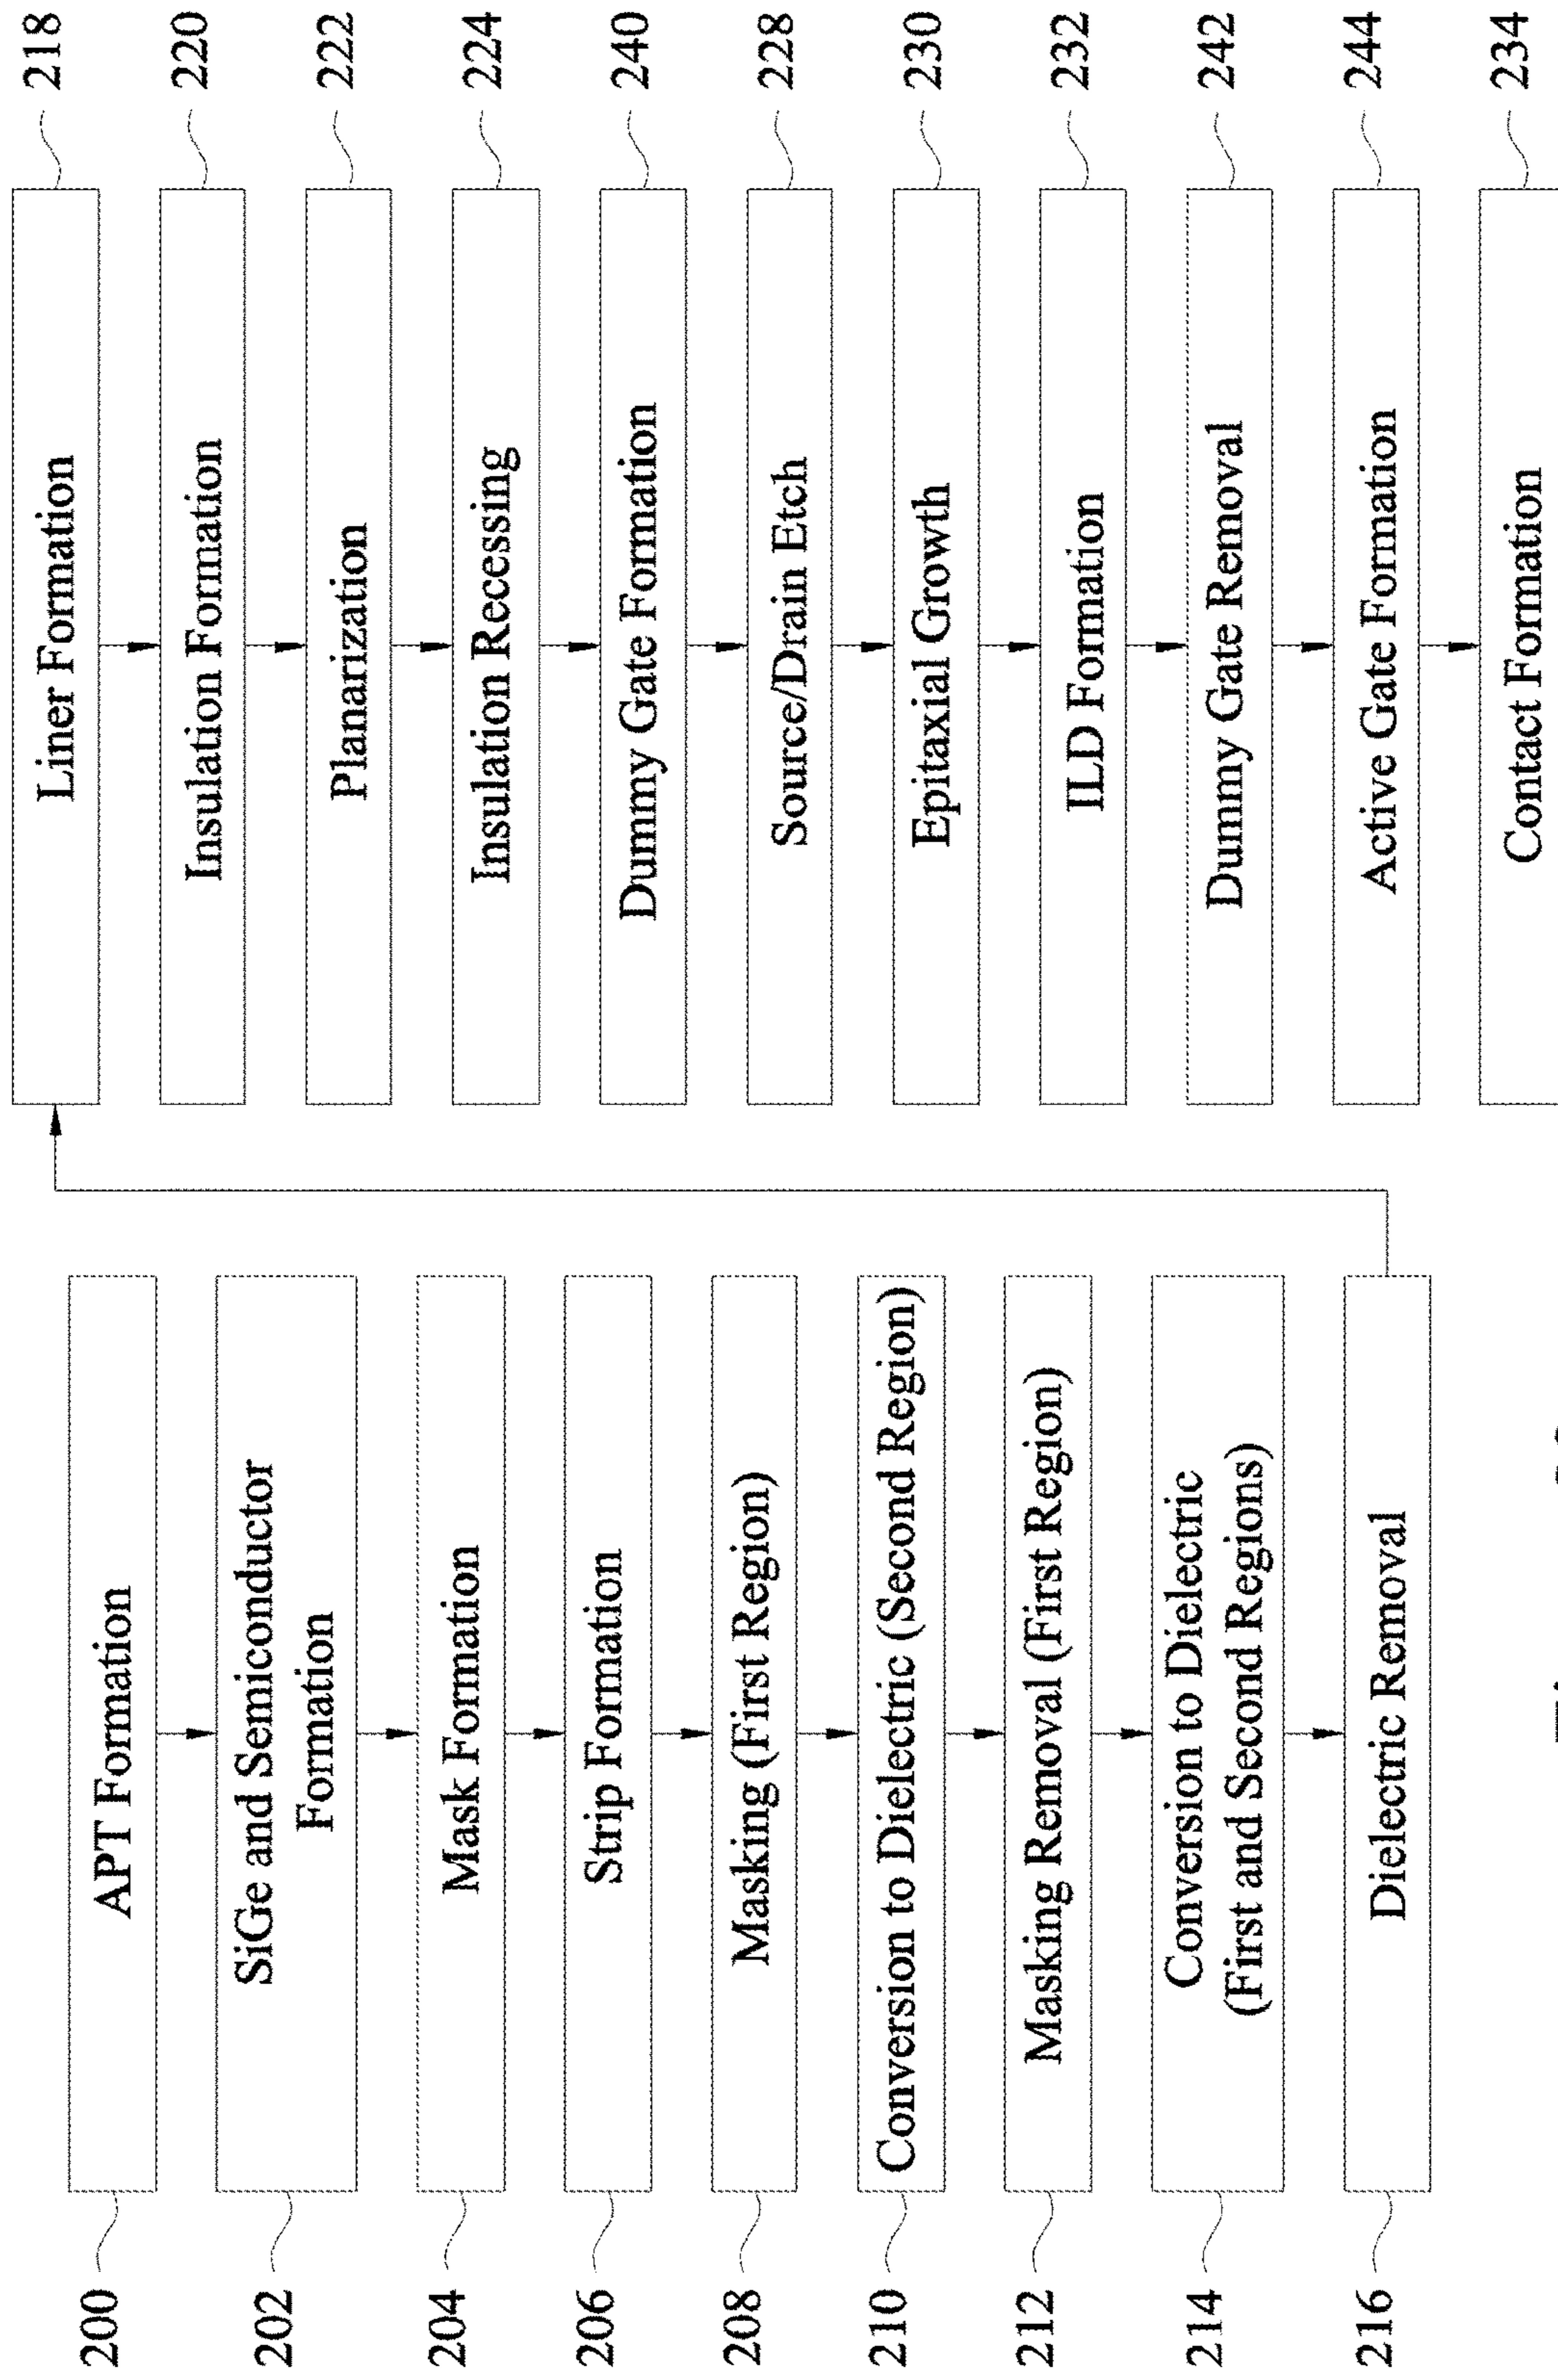 200
APT Formation
202
SiGe and Semiconductor
Formation
204
Mask Formation
206
Strip Formation
208
Masking (First Region)
210
Conversion to Dielectric (Second Region)
212
Masking Removal (First Region)
214
Conversion to Dielectric
(First and Second Regions)
216
Dielectric Removal
Liner Formation
218
Insulation Formation
220
Planarization
222
Insulation Recessing
224
Dummy Gate Formation
240
Source/Drain Etch
228
Epitaxial Growth
230
ILD Formation
232
Dummy Gate Removal
242
Active Gate Formation
244
Contact Formation
234